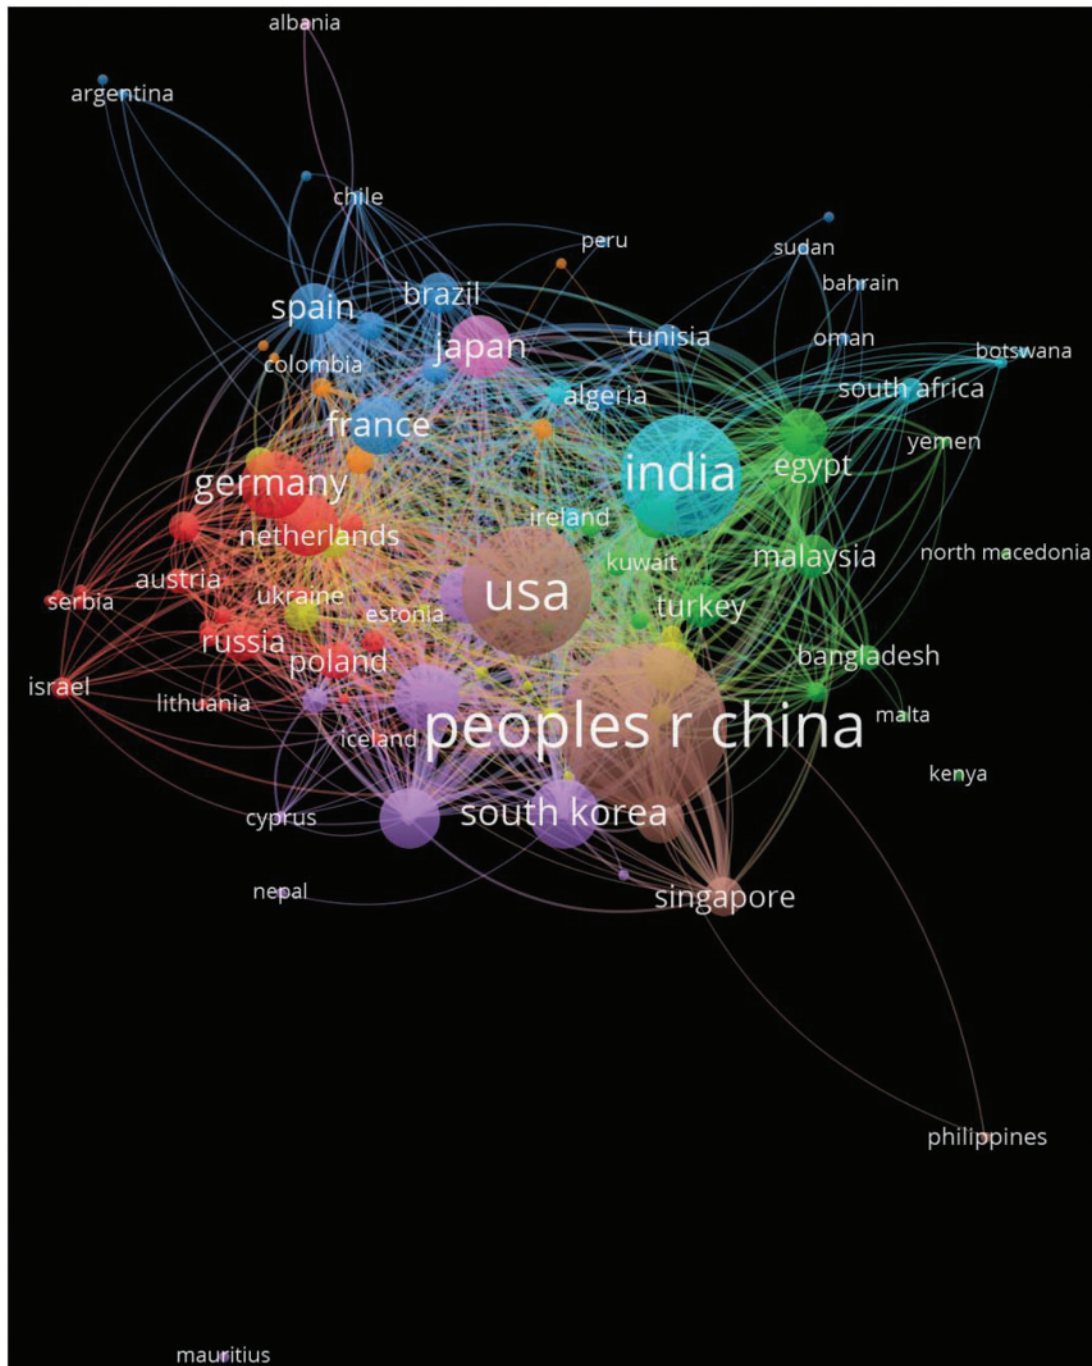 albania
argentina
chile
peru
sudan
bahrain
spain
brazil
japan
tunisia
oman
botswana
colombia
algeria
south africa
france
yemen
india
egypt
germany
netherlands
ireland
north macedonia
malaysia
kuwait
austria
usa
serbia
ukraine
estonia
turkey
russia
poland
bangladesh
israel
lithuania
malta
iceland
peoples r china
kenya
cyprus
south korea
nepal
singapore
philippines
mauritius